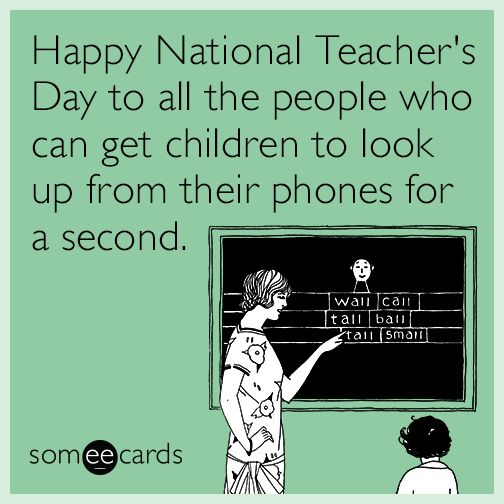 Happy National Teacher's
Day to all the people who
can get children to look
up from their phones for
a second.
wall call
tall ball
tall small
someecards